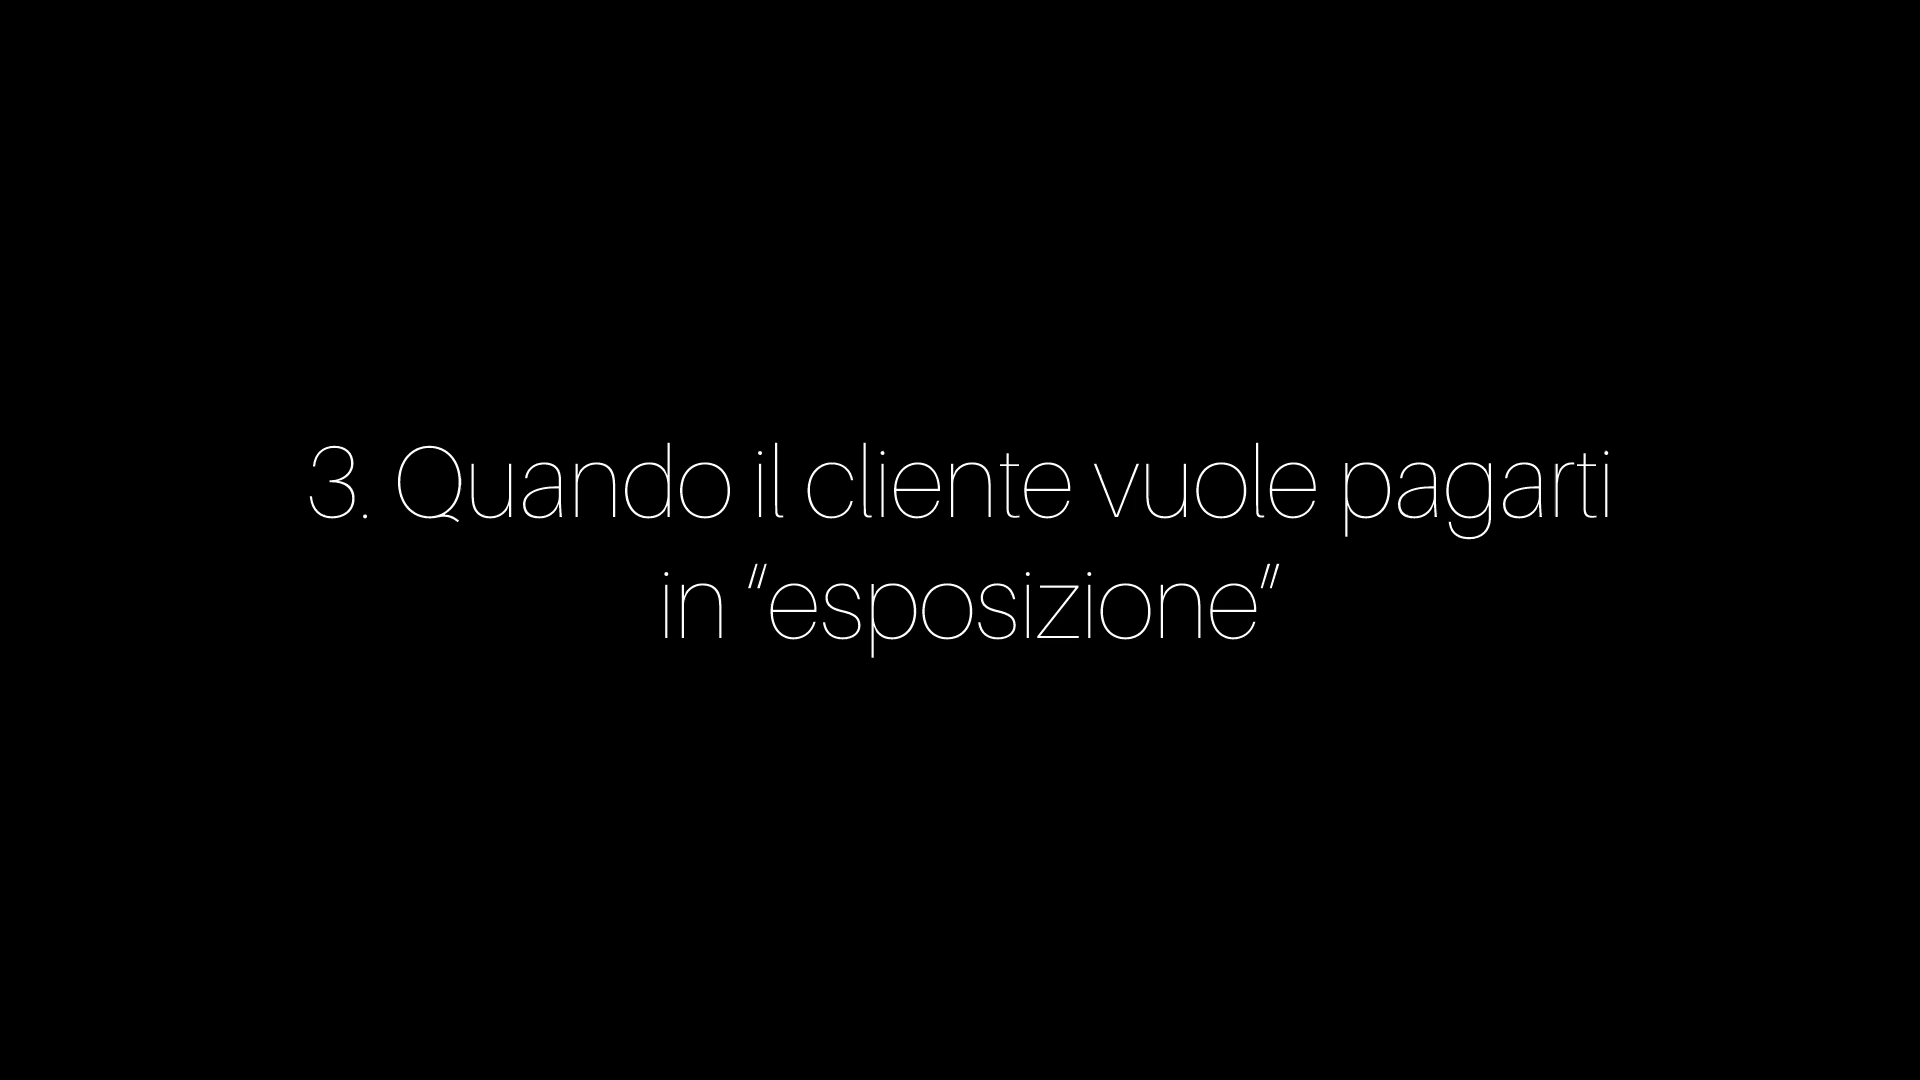 3. Quando il cliente vuole pagarti
in “esposizione”